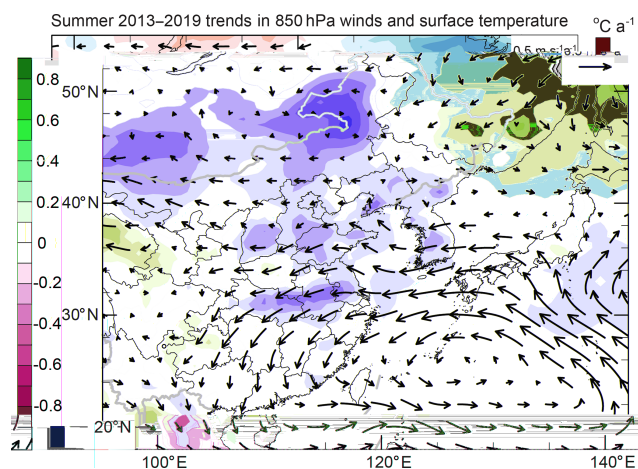 Summer 2013–2019 trends in 850 hPa winds and surface temperature
°C a⁻¹
50°N
40°N
30°N
20°N
0.8
0.6
0.4
0.2
0
-0.2
-0.4
-0.6
-0.8
100°E
120°E
140°E